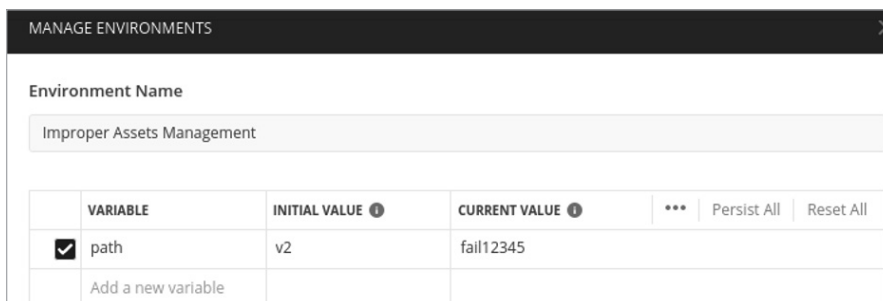 MANAGE ENVIRONMENTS
Environment Name
Improper Assets Management
VARIABLE INITIAL VALUE CURRENT VALUE ••• Persist All Reset All
path v2 fail12345
Add a new variable